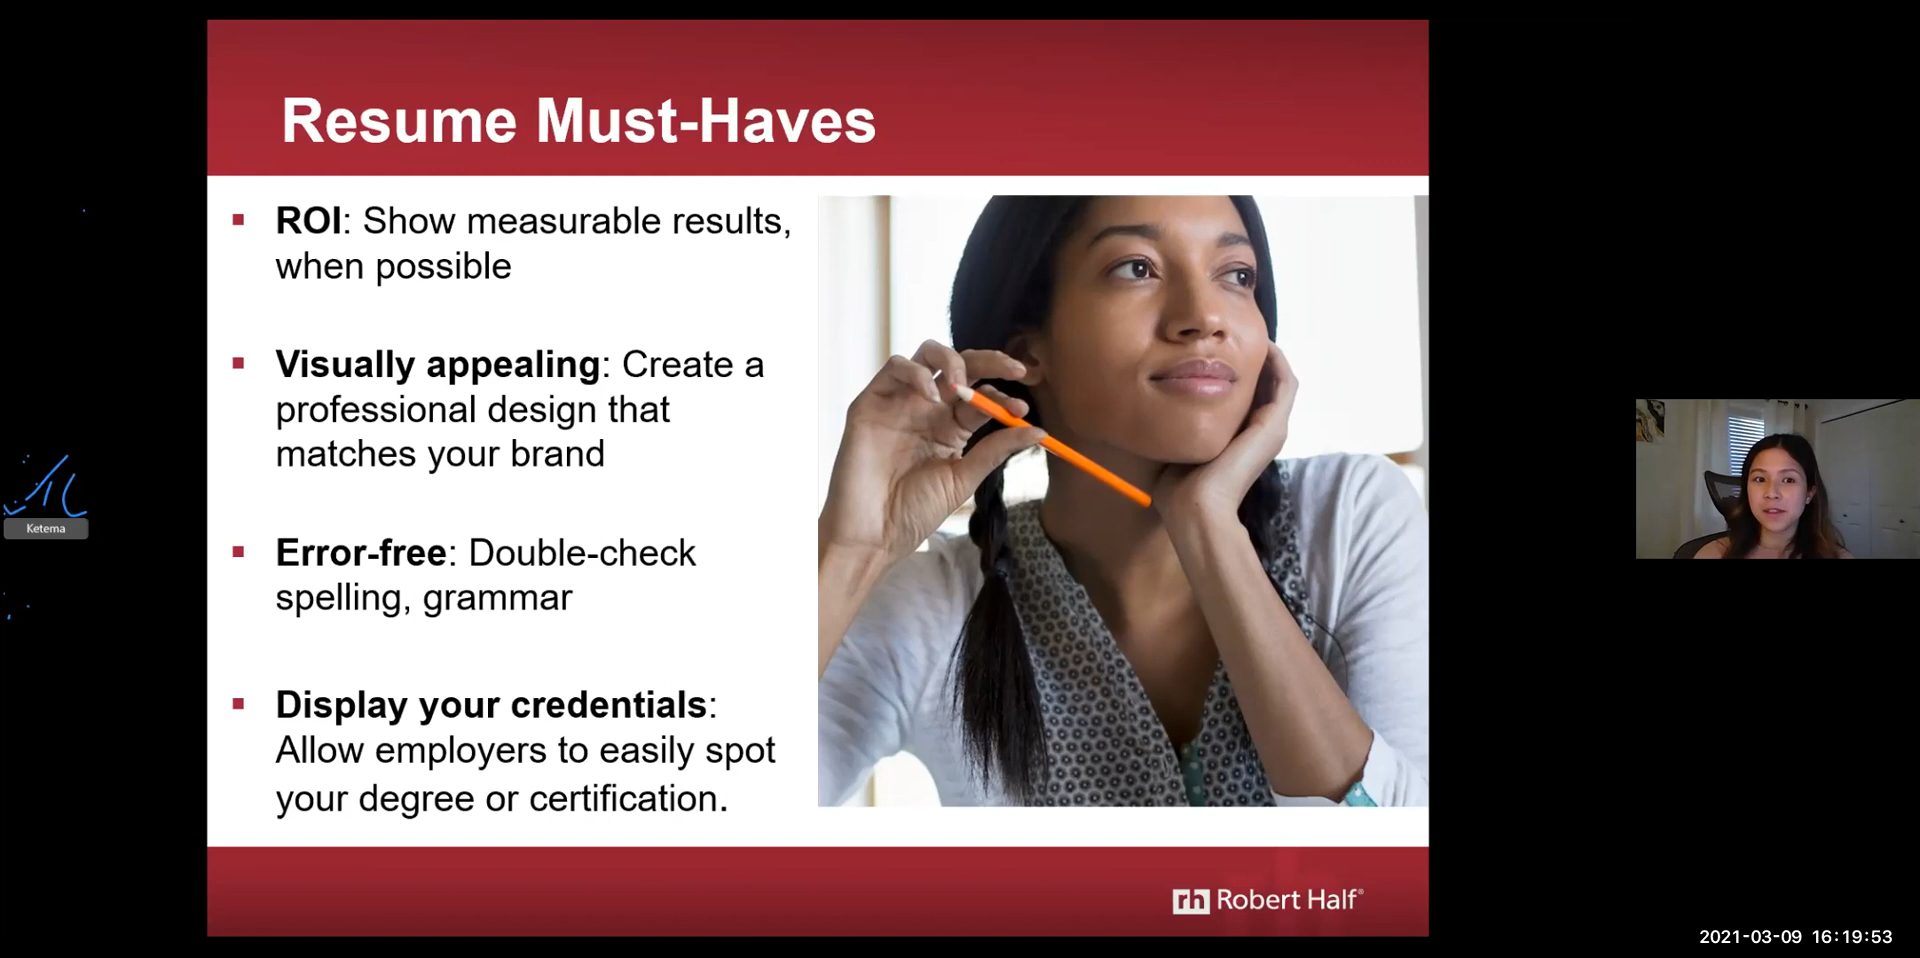 Resume Must-Haves
ROI: Show measurable results,
when possible
Visually appealing: Create a
professional design that
matches your brand
Error-free: Double-check
spelling, grammar
Display your credentials:
Allow employers to easily spot
your degree or certification.
Ketema
rh Robert Half®
2021-03-09 16:19:53